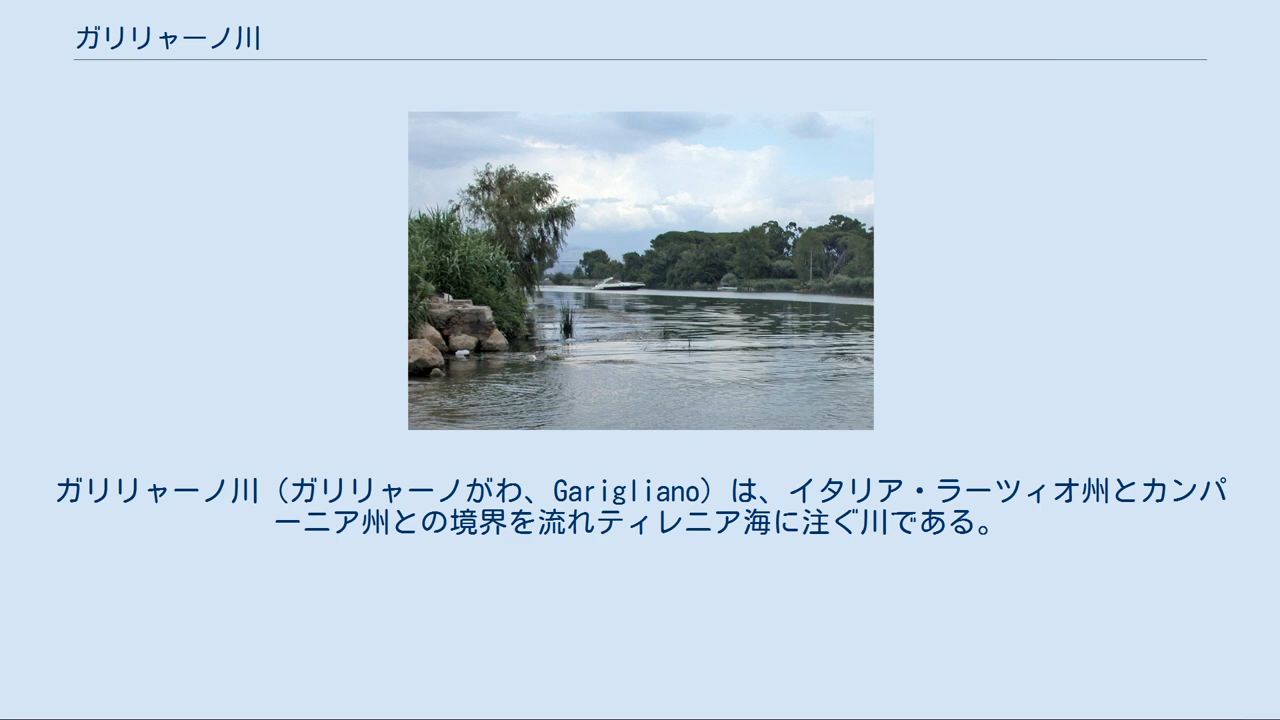 ガリリャーノ川
ガリリャーノ川（ガリリャーノがわ、Garigliano）は、イタリア・ラーツィオ州とカンパ
ーニア州との境界を流れティレニア海に注ぐ川である。